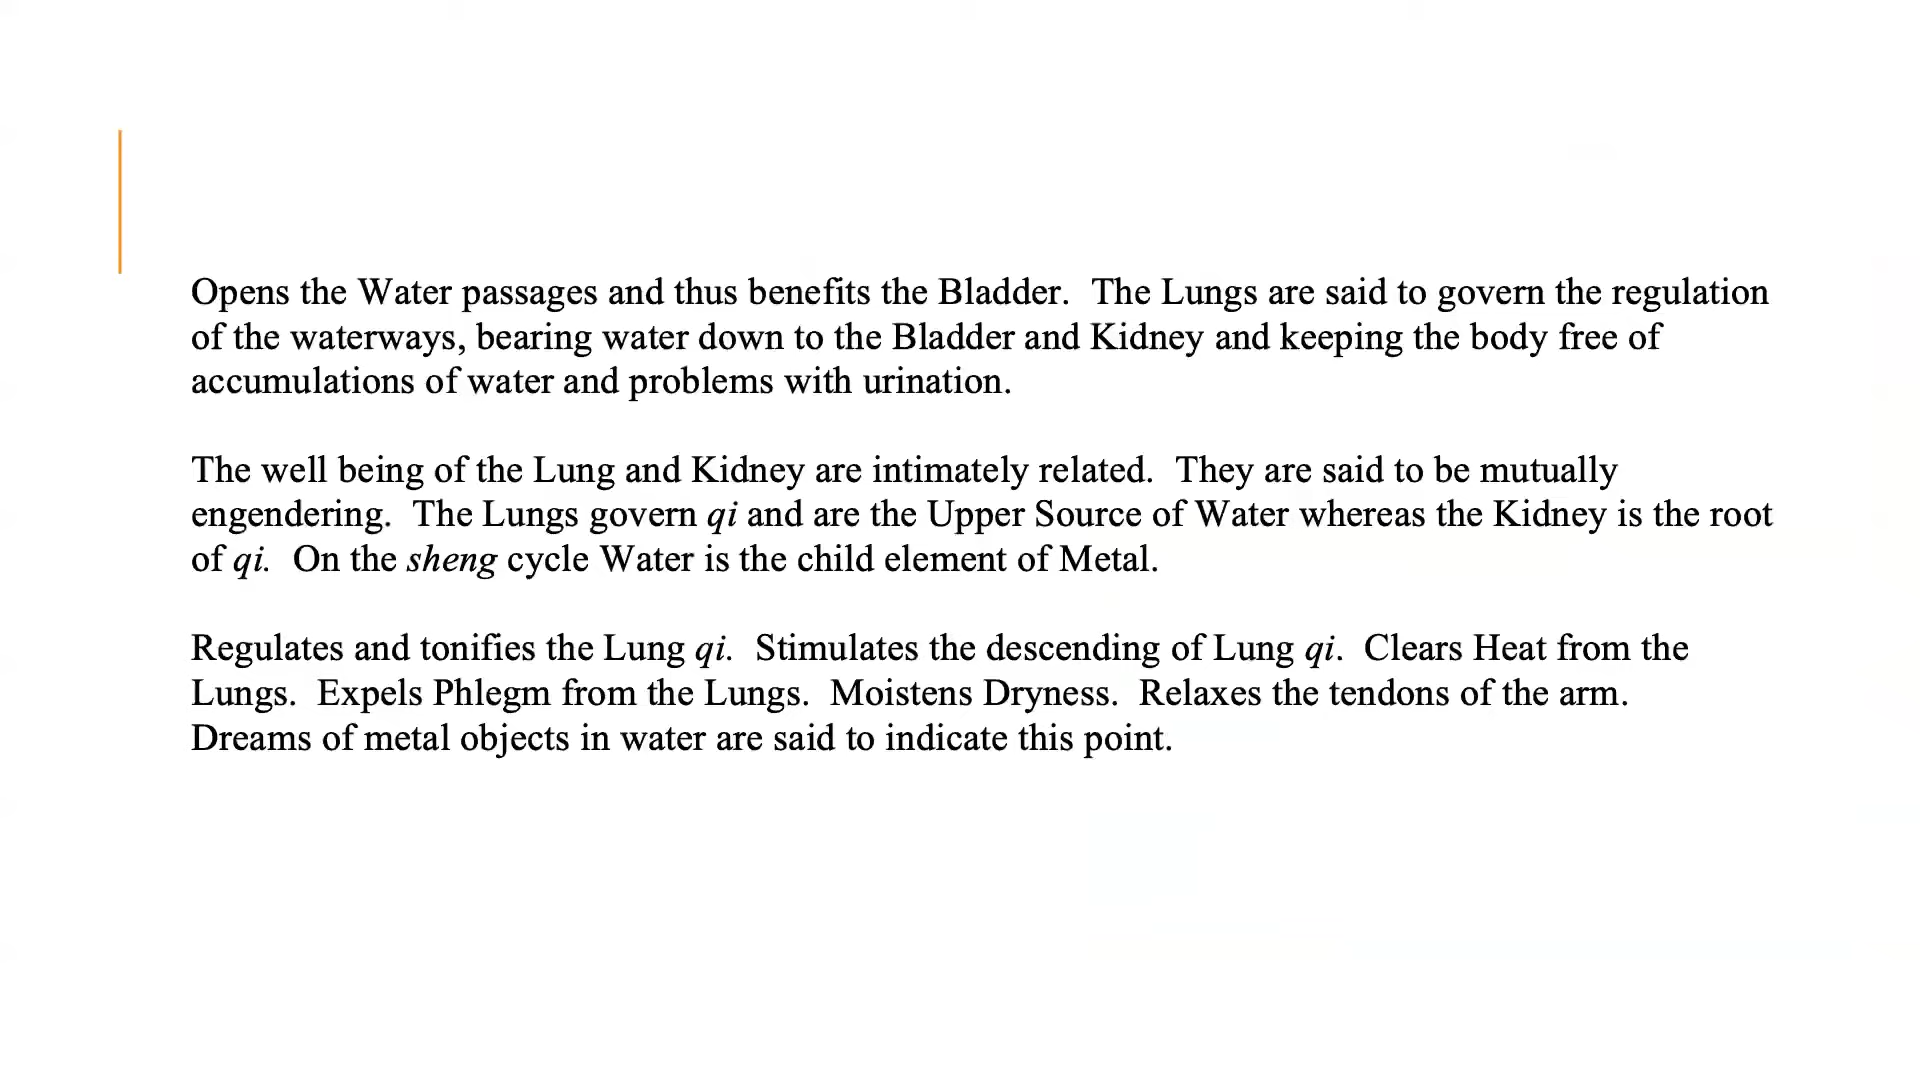 Opens the Water passages and thus benefits the Bladder.  The Lungs are said to govern the regulation
of the waterways, bearing water down to the Bladder and Kidney and keeping the body free of
accumulations of water and problems with urination.
The well being of the Lung and Kidney are intimately related.  They are said to be mutually
engendering.  The Lungs govern qi and are the Upper Source of Water whereas the Kidney is the root
of qi.  On the sheng cycle Water is the child element of Metal.
Regulates and tonifies the Lung qi.  Stimulates the descending of Lung qi.  Clears Heat from the
Lungs.  Expels Phlegm from the Lungs.  Moistens Dryness.  Relaxes the tendons of the arm.
Dreams of metal objects in water are said to indicate this point.